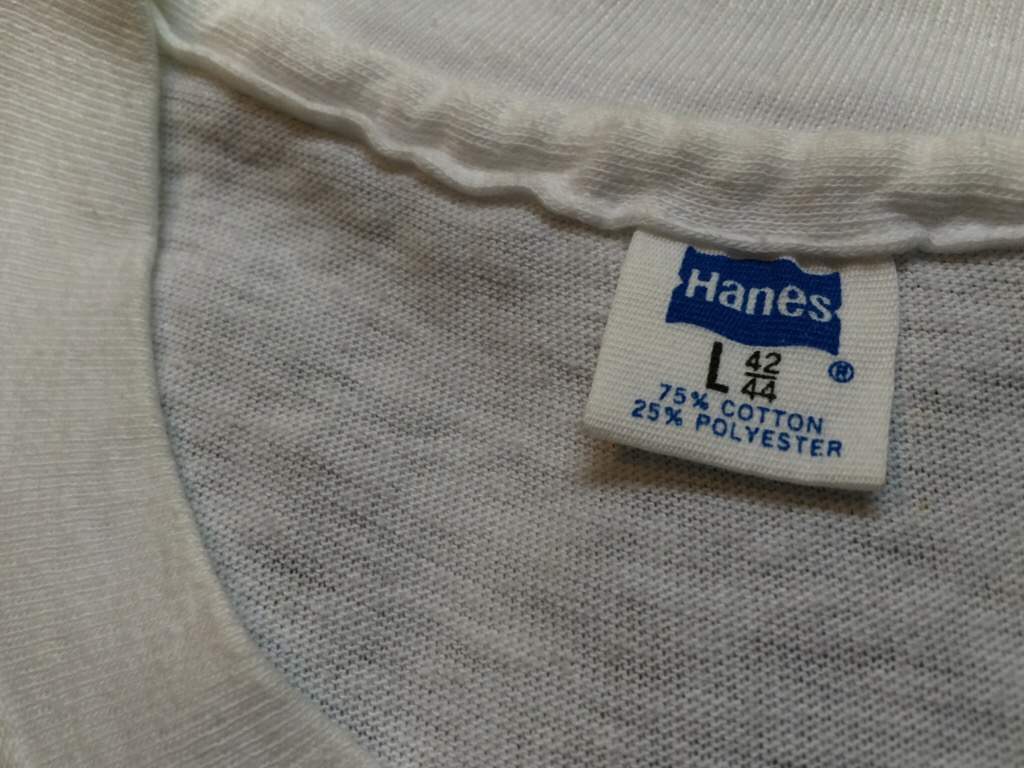 Hanes
L 42/44 ®
75% COTTON
25% POLYESTER